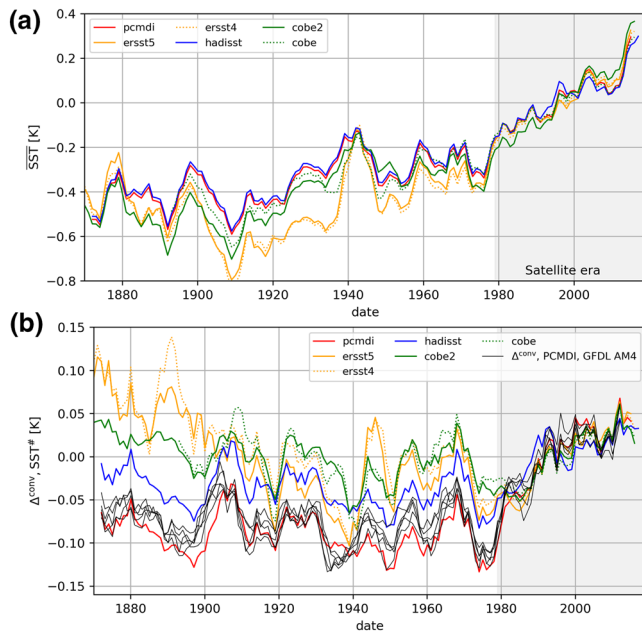 (a)
pcmdi
ersst5
ersst4
hadisst
cobe2
cobe
0.4
0.2
0.0
−0.2
−0.4
−0.6
−0.8
SST [K]
Satellite era
1880
1900
1920
1940
1960
1980
2000
date
(b)
pcmdi
ersst5
ersst4
hadisst
cobe2
cobe
Δconv, PCMDI, GFDL AM4
0.15
0.10
0.05
0.00
−0.05
−0.10
−0.15
Δconv, SST# [K]
1880
1900
1920
1940
1960
1980
2000
date